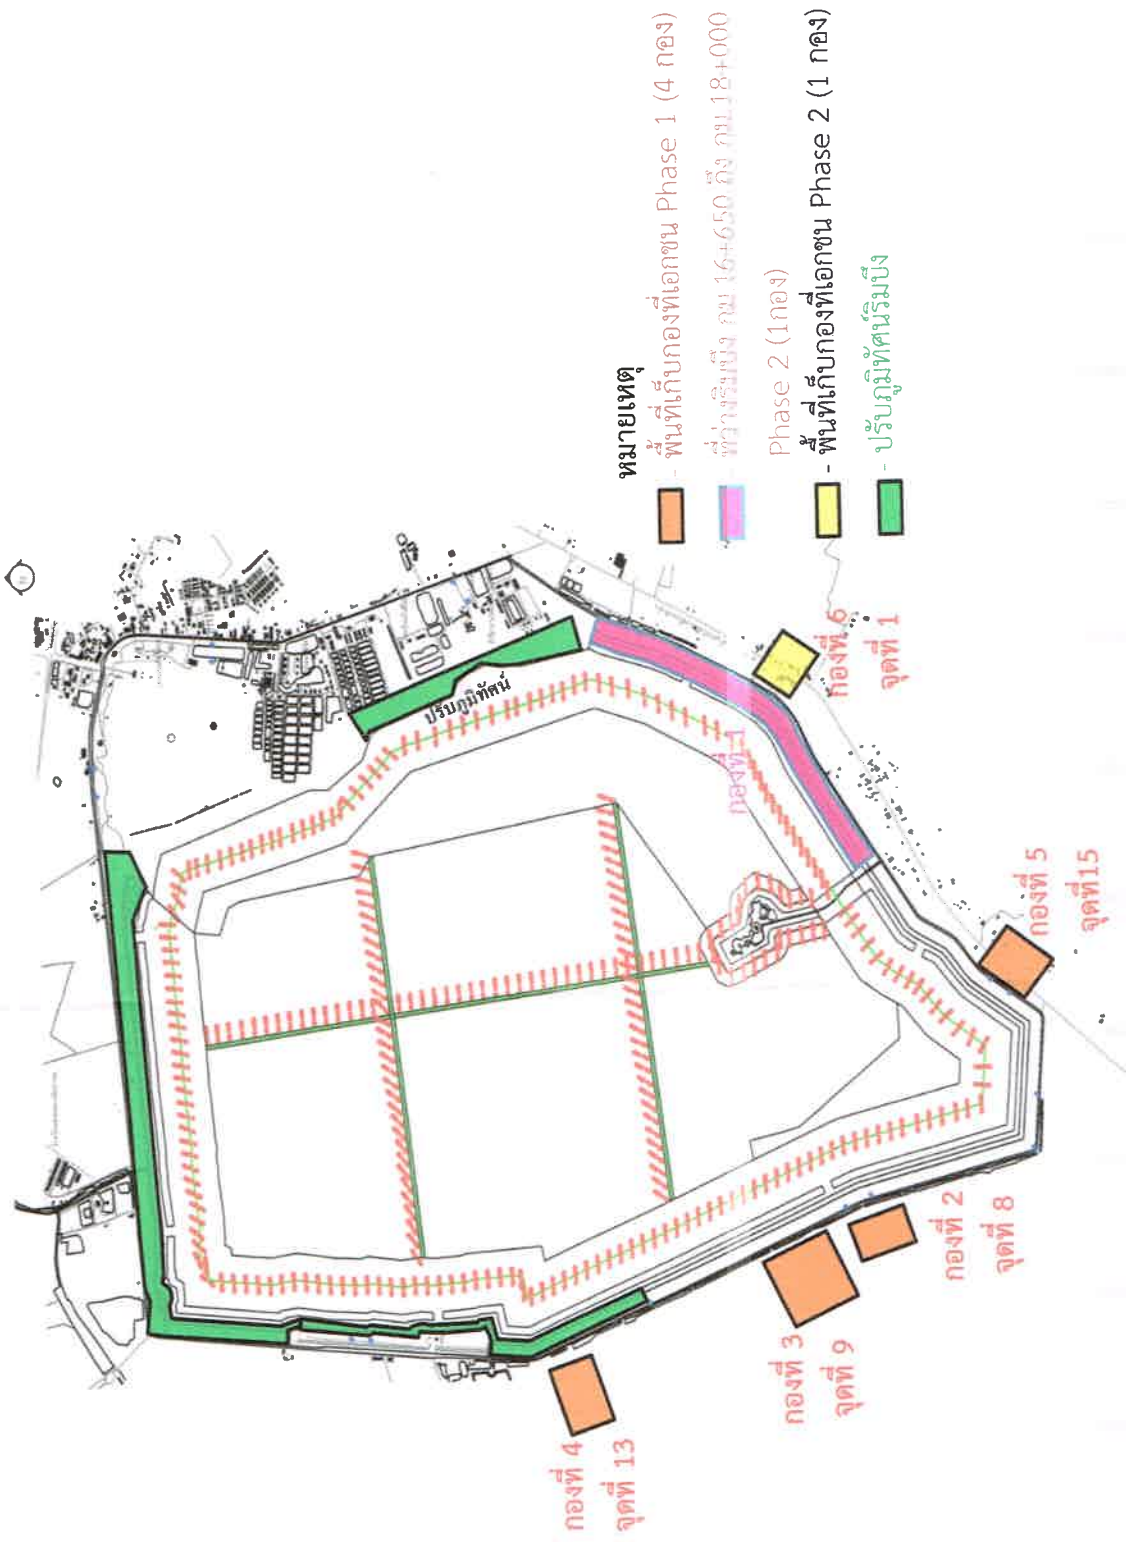 หมายเหตุ
- พื้นที่เก็บกองที่เอกชน Phase 1 (4 กอง)
- ที่ว่างริมบึง กม 16+650 ถึง กม.18+000
Phase 2 (1กอง)
- พื้นที่เก็บกองที่เอกชน Phase 2 (1 กอง)
- ปรับภูมิทัศน์ริมบึง
ปรับภูมิทัศน์
กองที่ 1
กองที่ 6
จุดที่ 1
กองที่ 5
จุดที่15
กองที่ 2
จุดที่ 8
กองที่ 3
จุดที่ 9
กองที่ 4
จุดที่ 13